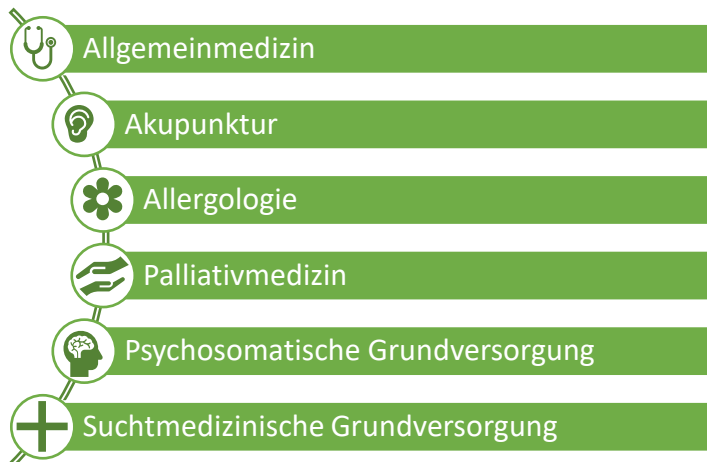 Allgemeinmedizin
Akupunktur
Allergologie
Palliativmedizin
Psychosomatische Grundversorgung
Suchtmedizinische Grundversorgung